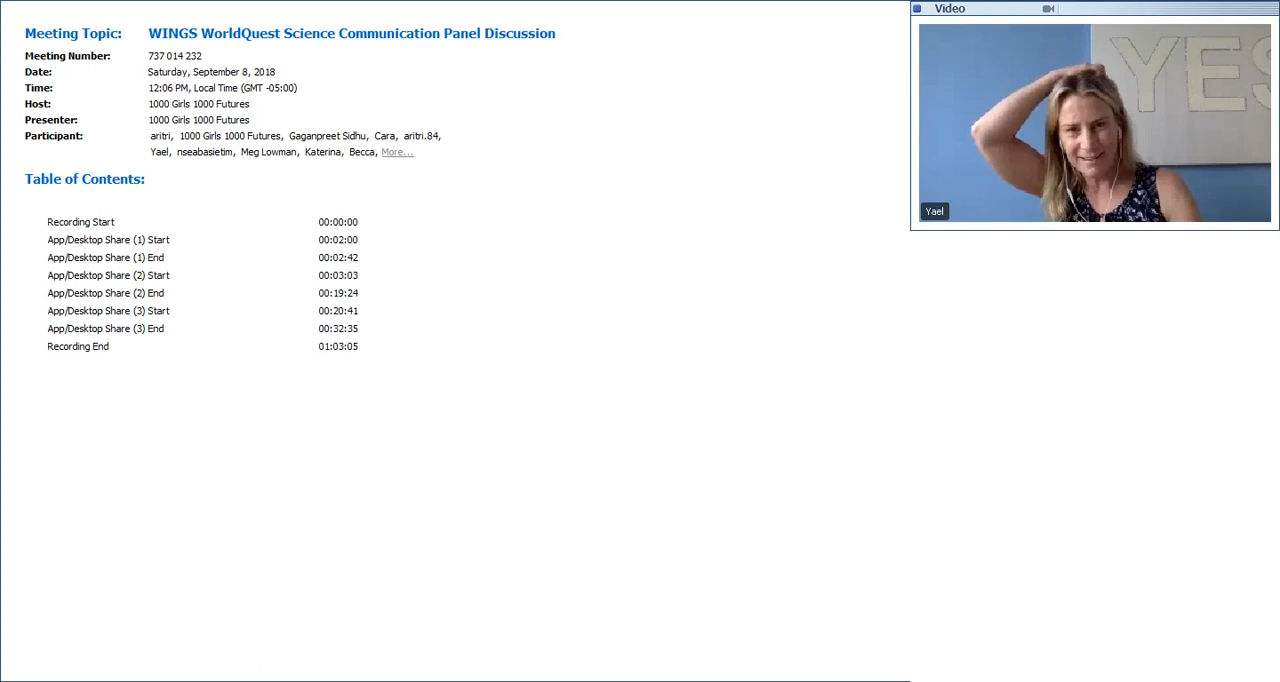 Meeting Topic: WINGS WorldQuest Science Communication Panel Discussion
Meeting Number: 737 014 232
Date: Saturday, September 8, 2018
Time: 12:06 PM, Local Time (GMT -05:00)
Host: 1000 Girls 1000 Futures
Presenter: 1000 Girls 1000 Futures
Participant: aritri, 1000 Girls 1000 Futures, Gaganpreet Sidhu, Cara, aritri.84,
Yael, nseabasietim, Meg Lowman, Katerina, Becca, More...
Table of Contents:
Recording Start 00:00:00
App/Desktop Share (1) Start 00:02:00
App/Desktop Share (1) End 00:02:42
App/Desktop Share (2) Start 00:03:03
App/Desktop Share (2) End 00:19:24
App/Desktop Share (3) Start 00:20:41
App/Desktop Share (3) End 00:32:35
Recording End 01:03:05
Video
YES
Yael